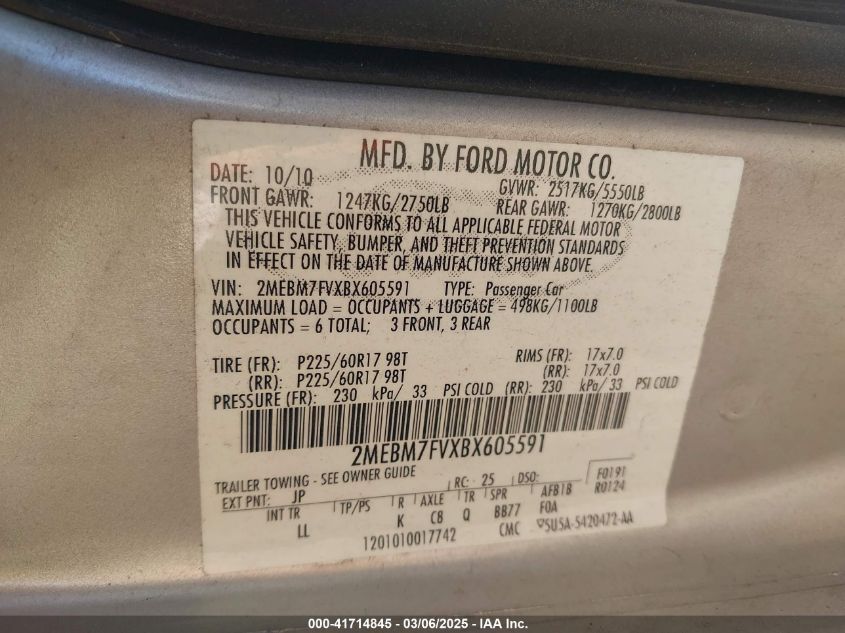 MFD. BY FORD MOTOR CO.
DATE: 10/10 GVWR: 2517KG/5550LB
FRONT GAWR: 1247KG/2750LB REAR GAWR: 1270KG/2800LB
THIS VEHICLE CONFORMS TO ALL APPLICABLE FEDERAL MOTOR
VEHICLE SAFETY, BUMPER, AND THEFT PREVENTION STANDARDS
IN EFFECT ON THE DATE OF MANUFACTURE SHOWN ABOVE.
VIN: 2MEBM7FVXBX605591 TYPE: Passenger Car
MAXIMUM LOAD = OCCUPANTS + LUGGAGE = 498KG/1100LB
OCCUPANTS = 6 TOTAL; 3 FRONT, 3 REAR
TIRE (FR): P225/60R17 98T RIMS (FR): 17x7.0
(RR): P225/60R17 98T (RR): 17x7.0
PRESSURE (FR): 230 kPa/ 33 PSI COLD (RR): 230 kPa/ 33 PSI COLD
2MEBM7FVXBX605591
TRAILER TOWING - SEE OWNER GUIDE
EXT PNT: JP RC: 25 DSO: F0191
R0124
INT TR TP/PS R AXLE TR SPR AFB1B
LL K C8 Q BB77 FOA
1201010017742 CMC 5U5A-5420472-AA
000-41714845 - 03/06/2025 - IAA Inc.